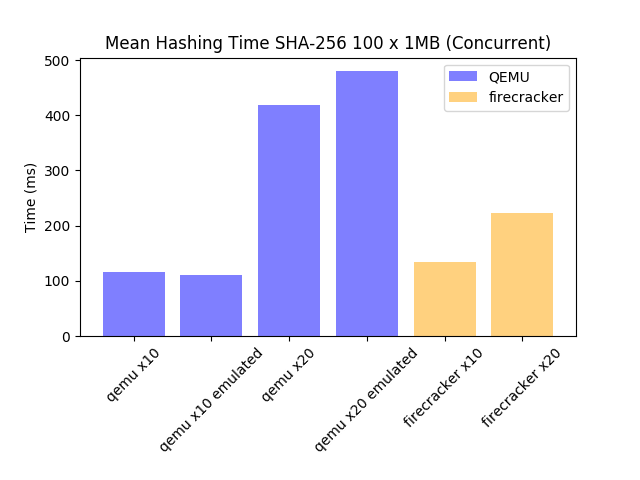 Mean Hashing Time SHA-256 100 x 1MB (Concurrent)
QEMU
firecracker
Time (ms)
500
400
300
200
100
0
qemu x10
qemu x10 emulated
qemu x20
qemu x20 emulated
firecracker x10
firecracker x20